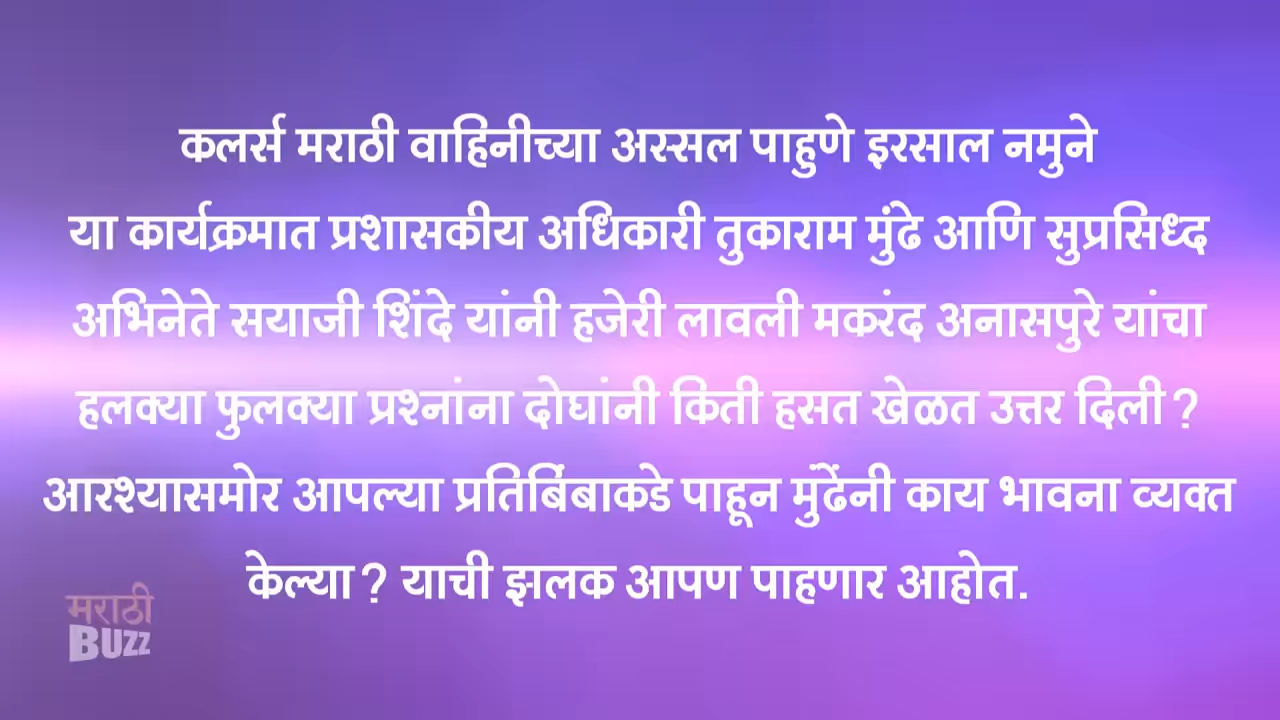 कलर्स मराठी वाहिनीच्या अस्सल पाहुणे इरसाल नमुने
या कार्यक्रमात प्रशासकीय अधिकारी तुकाराम मुंढे आणि सुप्रसिध्द
अभिनेते सयाजी शिंदे यांनी हजेरी लावली मकरंद अनासपुरे यांचा
हलक्या फुलक्या प्रश्नांना दोघांनी किती हसत खेळत उत्तर दिली?
आरश्यासमोर आपल्या प्रतिबिंबाकडे पाहून मुंढेंनी काय भावना व्यक्त
केल्या? याची झलक आपण पाहणार आहोत.
मराठी
BUZZ